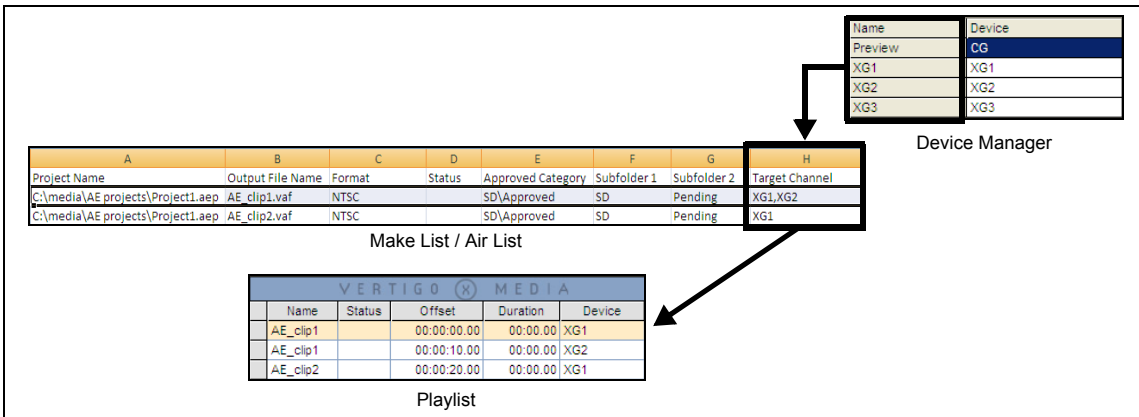 Name Device
Preview CG
XG1 XG1
XG2 XG2
XG3 XG3
Device Manager
A B C D E F G H
Project Name Output File Name Format Status Approved Category Subfolder 1 Subfolder 2 Target Channel
C:\media\AE projects\Project1.aep AE_clip1.vaf NTSC SD\Approved SD Pending XG1,XG2
C:\media\AE projects\Project1.aep AE_clip2.vaf NTSC SD\Approved SD Pending XG1
Make List / Air List
VERTIGO X MEDIA
Name Status Offset Duration Device
AE_clip1 00:00:00.00 00:00.00 XG1
AE_clip1 00:00:10.00 00:00.00 XG2
AE_clip2 00:00:20.00 00:00.00 XG1
Playlist